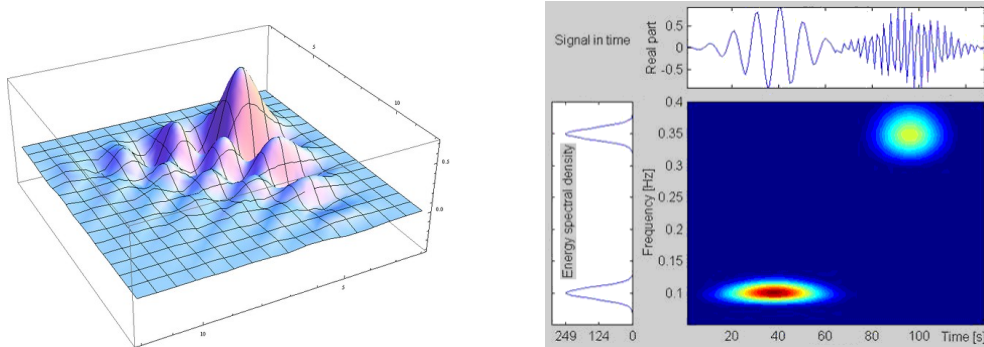 5
10
0.5
0.0
5
10
Signal in time
Real part
0.5
0
-0.5
Energy spectral density
249 124 0
Frequency [Hz]
0.4
0.35
0.3
0.25
0.2
0.15
0.1
20 40 60 80 100 Time [s]